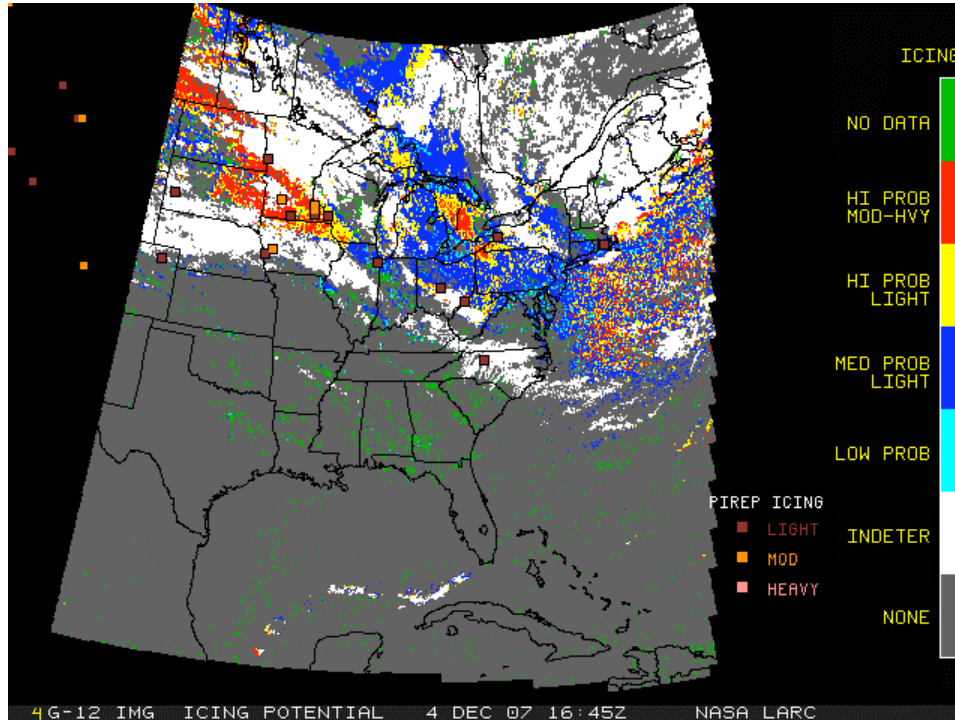 ICING
NO DATA
HI PROB
MOD-HVY
HI PROB
LIGHT
MED PROB
LIGHT
LOW PROB
INDETER
NONE
PIREP ICING
LIGHT
MOD
HEAVY
4 G-12 IMG ICING POTENTIAL 4 DEC 07 16:45Z NASA LARC